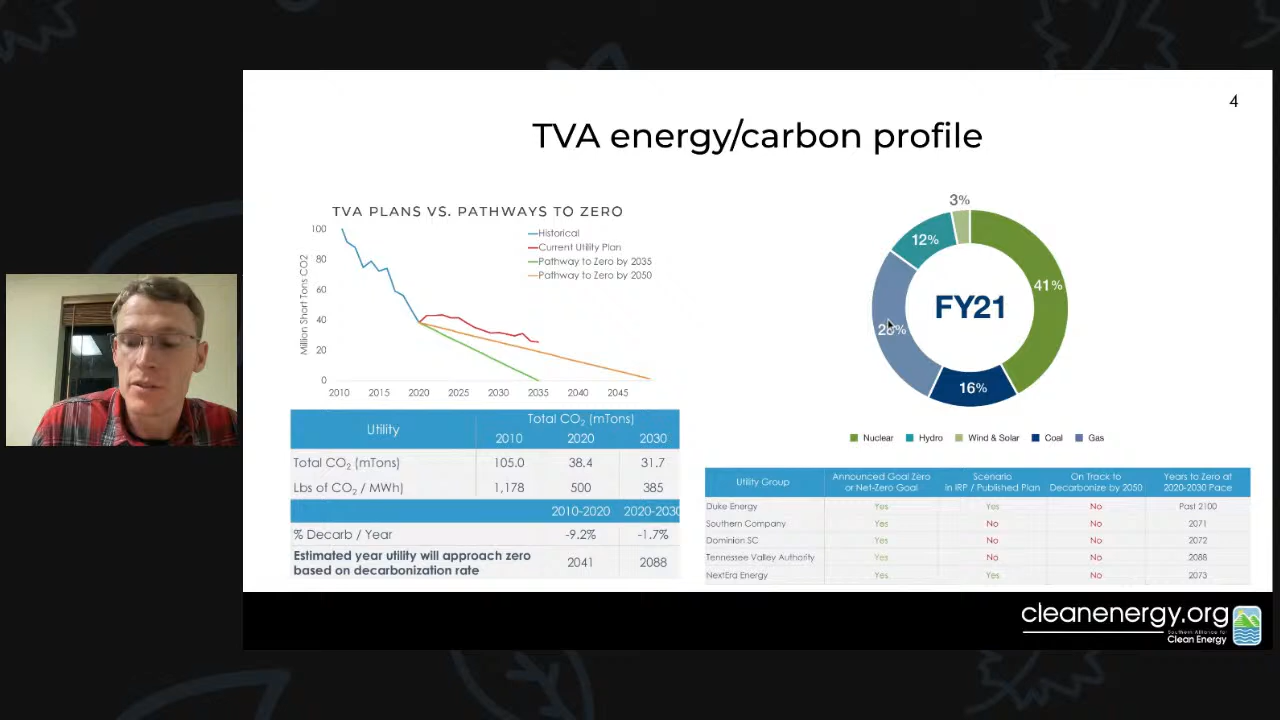 4
TVA energy/carbon profile
TVA PLANS VS. PATHWAYS TO ZERO
Million Short Tons CO2
100
80
60
40
20
0
2010 2015 2020 2025 2030 2035 2040 2045
Historical
Current Utility Plan
Pathway to Zero by 2035
Pathway to Zero by 2050
Utility Total CO2 (mTons)
2010 2020 2030
Total CO2 (mTons) 105.0 38.4 31.7
Lbs of CO2 / MWh) 1,178 500 385
2010-2020 2020-2030
% Decarb / Year -9.2% -1.7%
Estimated year utility will approach zero
based on decarbonization rate 2041 2088
3%
12%
41%
FY21
16%
Nuclear Hydro Wind & Solar Coal Gas
Utility Group Announced Goal Zero or Net-Zero Goal Scenario in IRP / Published Plan On Track to Decarbonize by 2050 Years to Zero at 2020-2030 Pace
Duke Energy Yes Yes No Past 2100
Southern Company Yes No No 2071
Dominion SC Yes No No 2072
Tennessee Valley Authority Yes No No 2088
NextEra Energy Yes Yes No 2073
cleanenergy.org
Southern Alliance for
Clean Energy